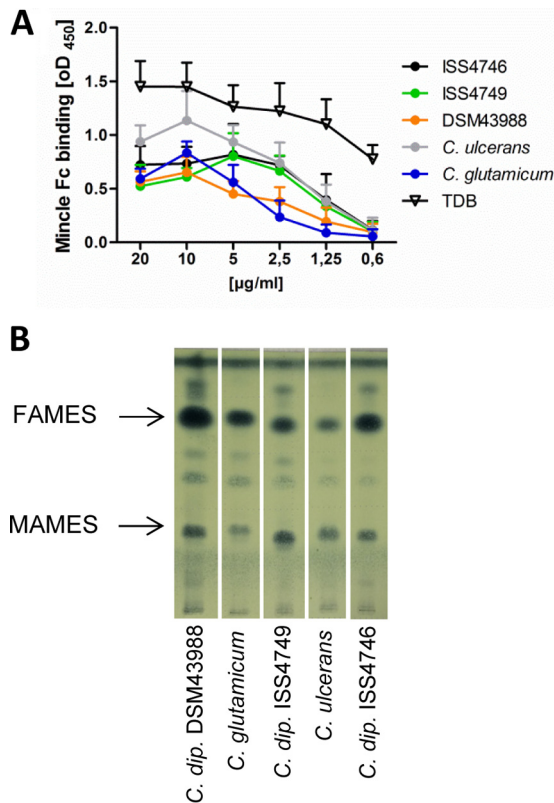 A
Mincle Fc binding [oD 450]
2.0
1.5
1.0
0.5
0.0
20 10 5 2,5 1,25 0,6
[µg/ml]
ISS4746
ISS4749
DSM43988
C. ulcerans
C. glutamicum
TDB
B
FAMES
MAMES
C. dip. DSM43988
C. glutamicum
C. dip. ISS4749
C. ulcerans
C. dip. ISS4746